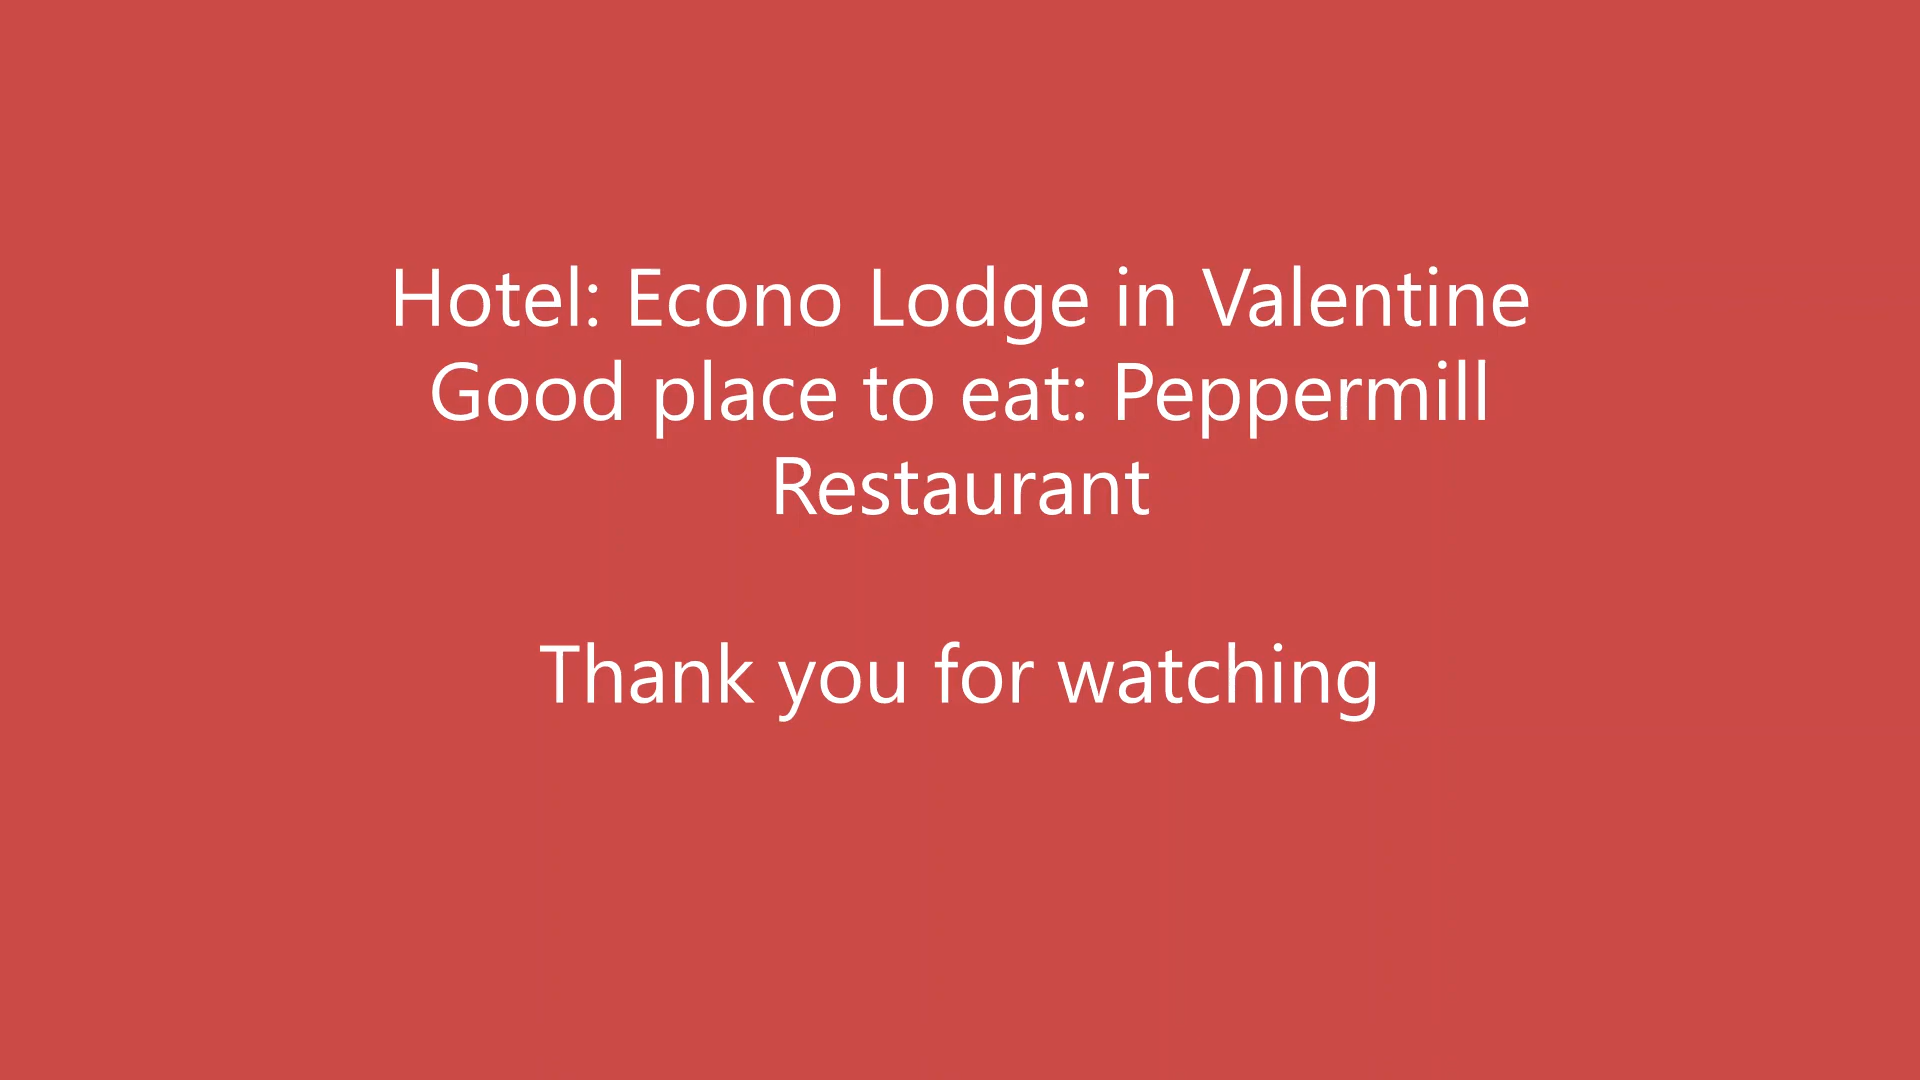 Hotel: Econo Lodge in Valentine
Good place to eat: Peppermill
Restaurant
Thank you for watching